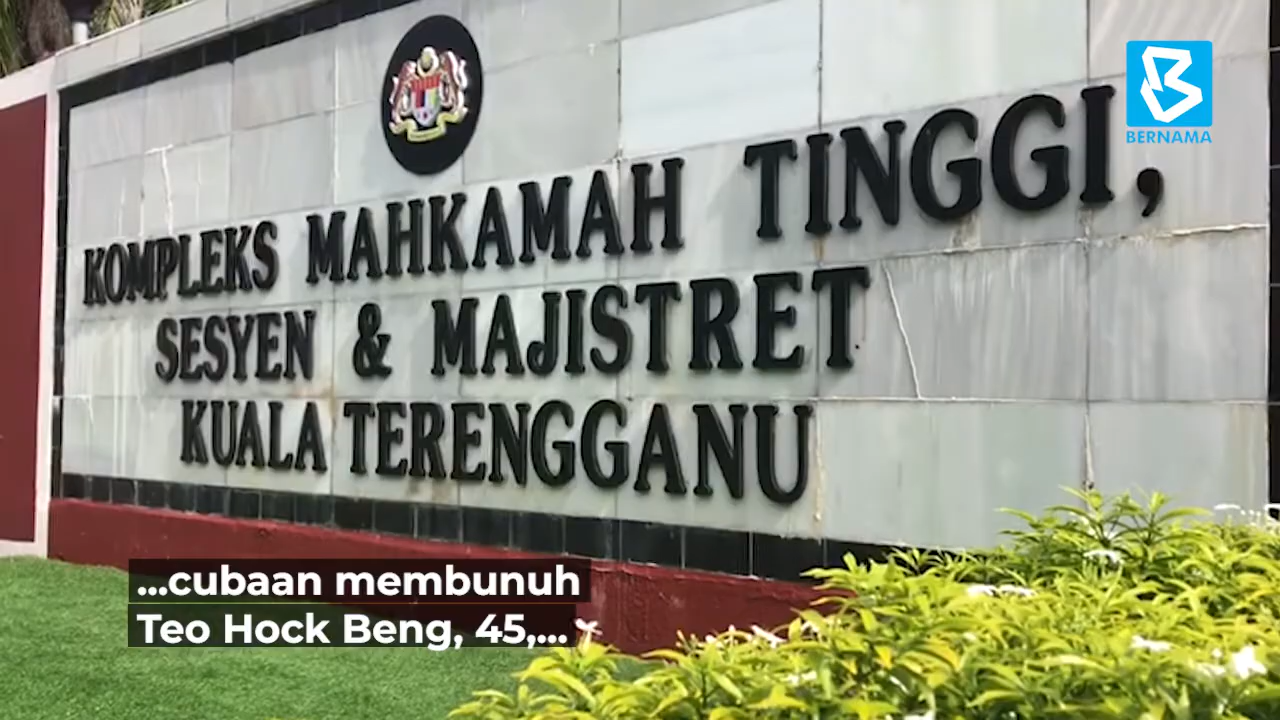 BERNAMA
KOMPLEKS MAHKAMAH TINGGI,
SESYEN & MAJISTRET
KUALA TERENGGANU
...cubaan membunuh
Teo Hock Beng, 45,...